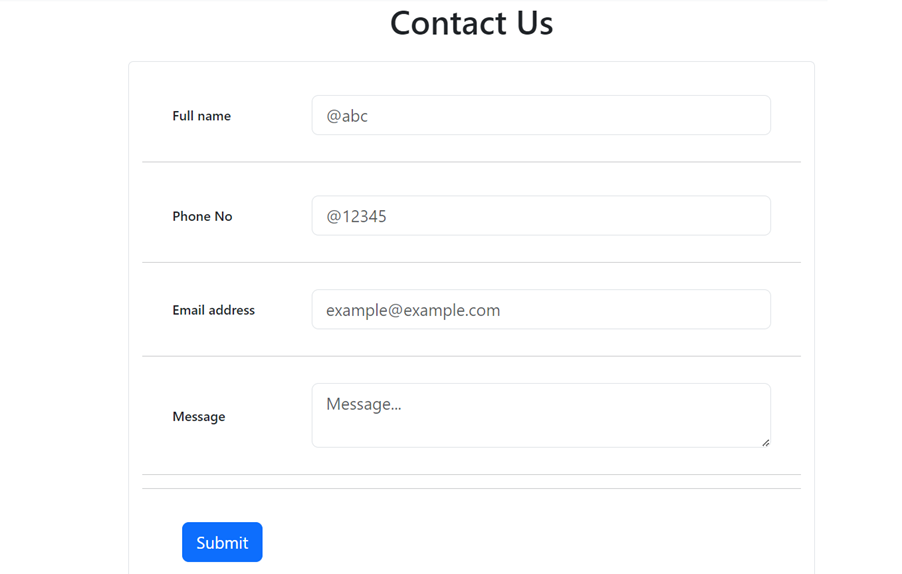 Contact Us
Full name
@abc
Phone No
@12345
Email address
example@example.com
Message
Message...
Submit